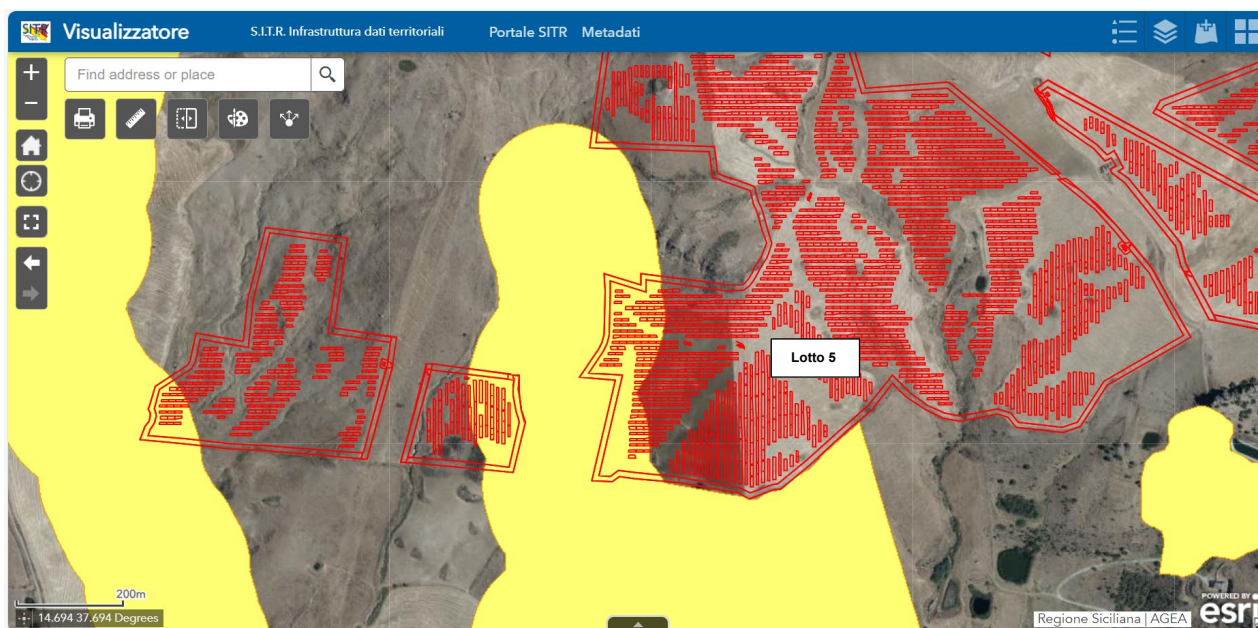 SITR
Visualizzatore
S.I.T.R. Infrastruttura dati territoriali
Portale SITR
Metadati
+
Find address or place
−
Lotto 5
200m
14.694 37.694 Degrees
Regione Siciliana | AGEA
POWERED BY
esri